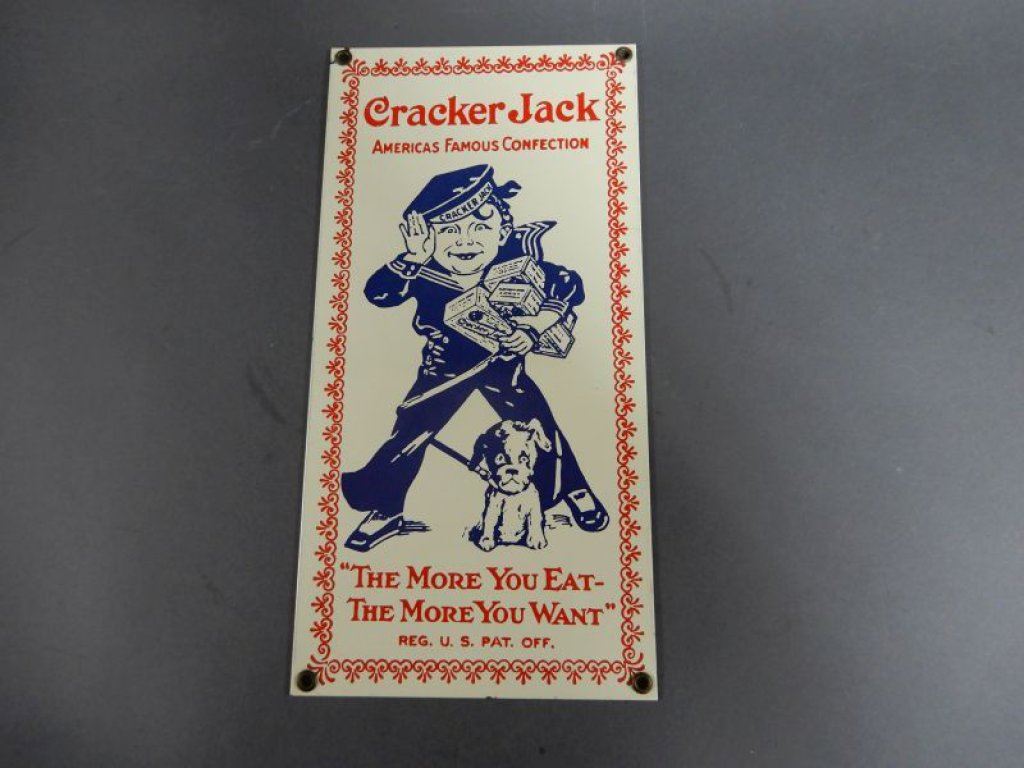 Cracker Jack
AMERICAS FAMOUS CONFECTION
CRACKER JACK
"THE MORE YOU EAT-
THE MORE YOU WANT"
REG. U. S. PAT. OFF.